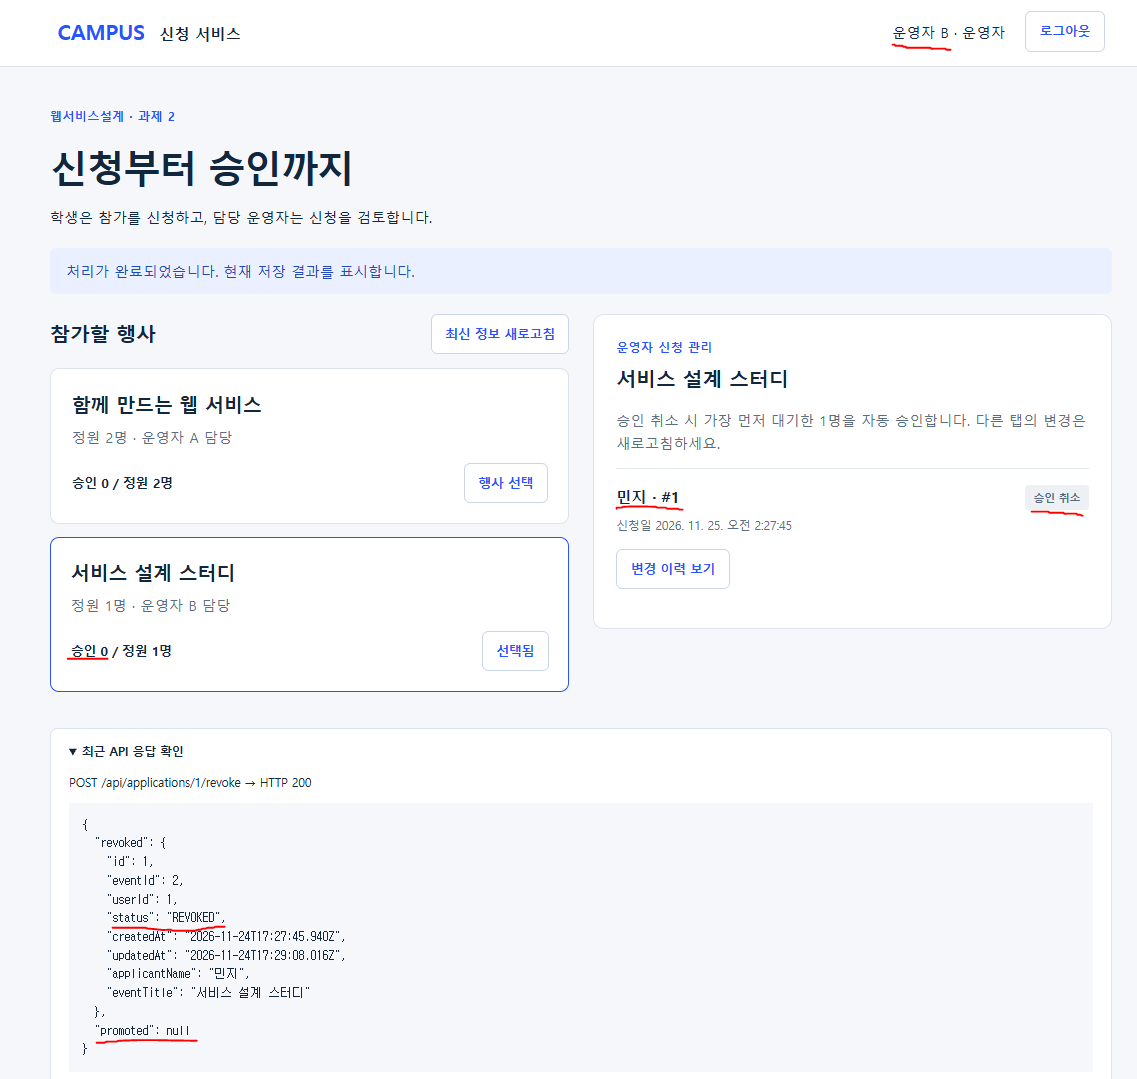 CAMPUS 신청 서비스
운영자 B · 운영자
로그아웃
웹서비스설계 · 과제 2
신청부터 승인까지
학생은 참가를 신청하고, 담당 운영자는 신청을 검토합니다.
처리가 완료되었습니다. 현재 저장 결과를 표시합니다.
참가할 행사
최신 정보 새로고침
함께 만드는 웹 서비스
정원 2명 · 운영자 A 담당
승인 0 / 정원 2명
행사 선택
서비스 설계 스터디
정원 1명 · 운영자 B 담당
승인 0 / 정원 1명
선택됨
운영자 신청 관리
서비스 설계 스터디
승인 취소 시 가장 먼저 대기한 1명을 자동 승인합니다. 다른 탭의 변경은
새로고침하세요.
민지 · #1
승인 취소
신청일 2026. 11. 25. 오전 2:27:45
변경 이력 보기
▼ 최근 API 응답 확인
POST /api/applications/1/revoke → HTTP 200
{
"revoked": {
"id": 1,
"eventId": 2,
"userId": 1,
"status": "REVOKED",
"createdAt": "2026-11-24T17:27:45.940Z",
"updatedAt": "2026-11-24T17:29:08.016Z",
"applicantName": "민지",
"eventTitle": "서비스 설계 스터디"
},
"promoted": null
}